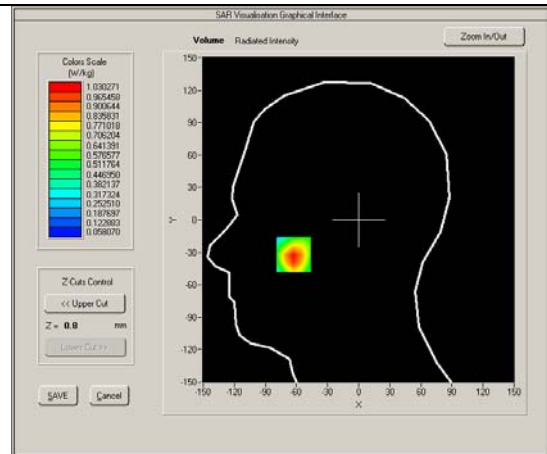 SAR Visualisation Graphical Interface
Volume Radiated Intensity
Zoom In/Out
Colors Scale
(W/kg)
1.030271
0.965458
0.900644
0.835831
0.771018
0.706204
0.641391
0.576577
0.511764
0.446950
0.382137
0.317324
0.252510
0.187697
0.122883
0.058070
Z Cuts Control
<< Upper Cut
Z = 0.8 mm
Lower Cut >>
SAVE Cancel
150
120
90
60
30
0
-30
-60
-90
-120
-150
Y
-150 -120 -90 -60 -30 0 30 60 90 120 150
X